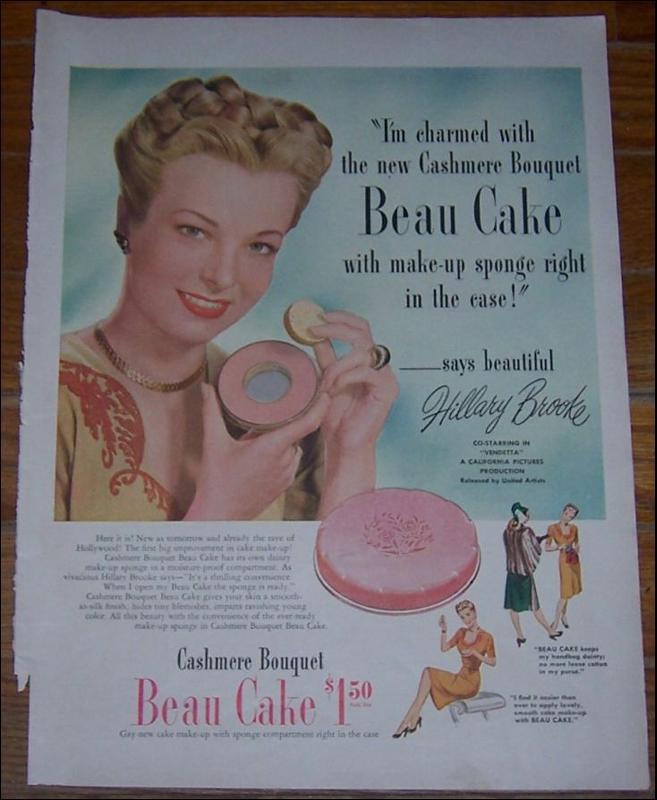 "I'm charmed with
the new Cashmere Bouquet
Beau Cake
with make-up sponge right
in the case!"
says beautiful
Hillary Brooke
CO-STARRING IN
"VENDETTA"
A CALIFORNIA PICTURES
PRODUCTION
Released by United Artists
Here it is! New as tomorrow and already the rave of
Hollywood! The first big improvement in cake make-up!
Cashmere Bouquet Beau Cake has its own dainty
make-up sponge in a moisture-proof compartment. As
vivacious Hillary Brooke says—"It's a thrilling convenience.
When I open my Beau Cake the sponge is ready."
Cashmere Bouquet Beau Cake gives your skin a smooth-
as-silk finish, hides tiny blemishes, imparts ravishing young
color. All this beauty with the convenience of the ever-ready
make-up sponge in Cashmere Bouquet Beau Cake.
Cashmere Bouquet
Beau Cake $1.50
Gay new cake make-up with sponge compartment right in the case
"BEAU CAKE keeps
my handbag dainty;
no more loose cotton
in my purse."
"I find it easier than
ever to apply lovely,
smooth cake make-up
with BEAU CAKE."